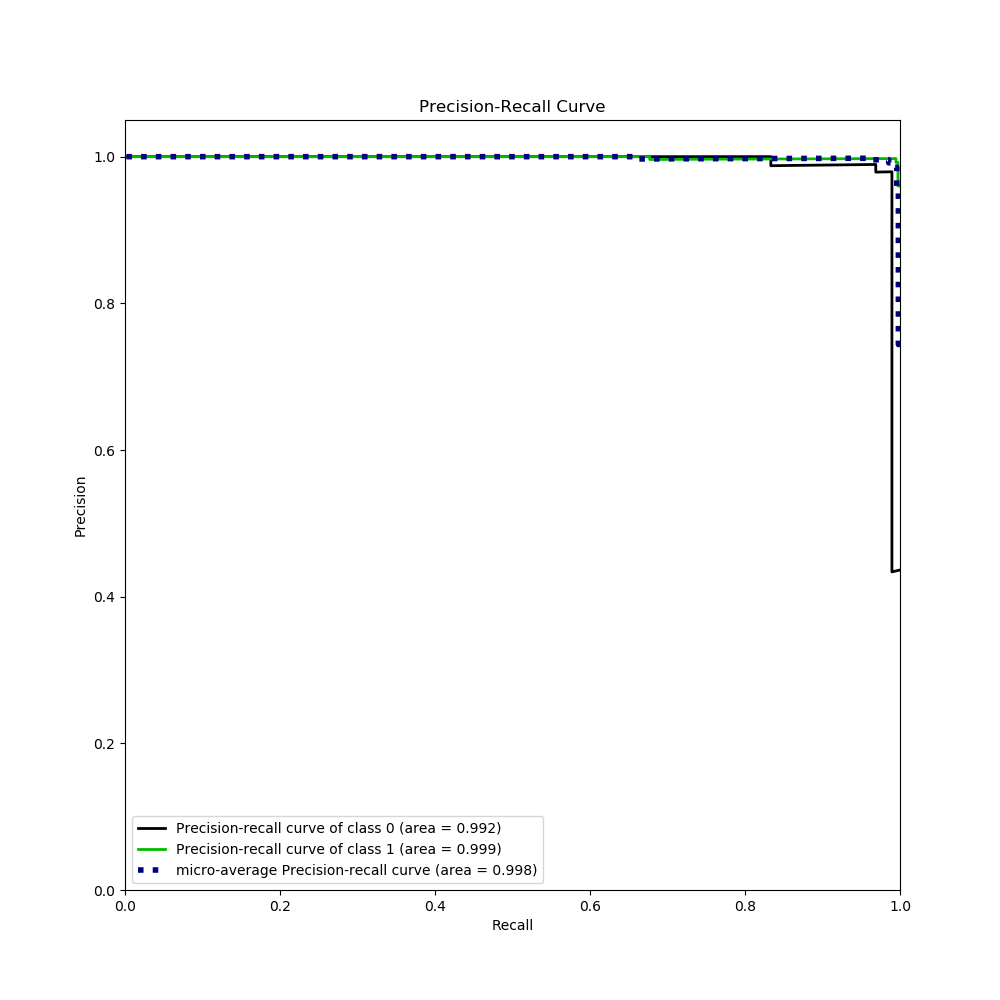 Precision-Recall Curve
1.0
0.8
0.6
0.4
0.2
0.0
Precision
Precision-recall curve of class 0 (area = 0.992)
Precision-recall curve of class 1 (area = 0.999)
micro-average Precision-recall curve (area = 0.998)
0.0 0.2 0.4 0.6 0.8 1.0
Recall